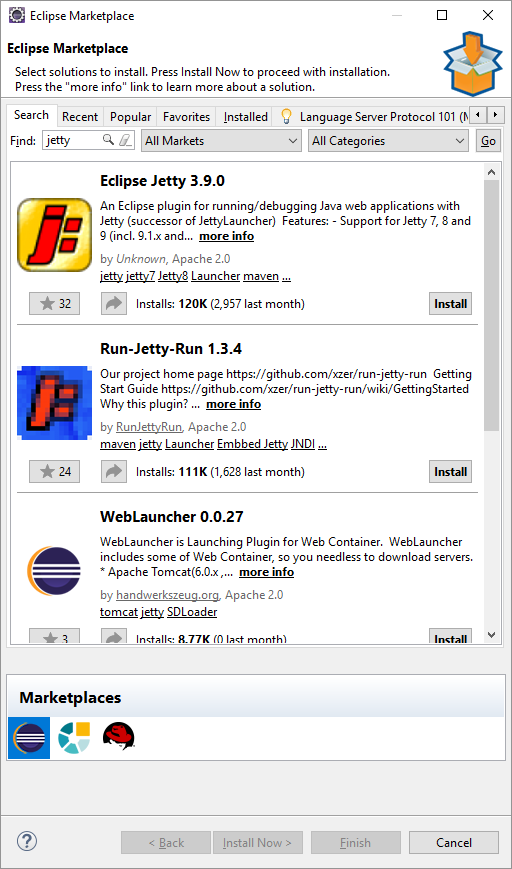 Eclipse Marketplace
Eclipse Marketplace
Select solutions to install. Press Install Now to proceed with installation.
Press the "more info" link to learn more about a solution.
Search Recent Popular Favorites Installed Language Server Protocol 101 (
Find: jetty All Markets All Categories Go
Eclipse Jetty 3.9.0
An Eclipse plugin for running/debugging Java web applications with
Jetty (successor of JettyLauncher) Features: - Support for Jetty 7, 8 and
9 (incl. 9.1.x and... more info
by Unknown, Apache 2.0
jetty jetty7 Jetty8 Launcher maven ...
32 Installs: 120K (2,957 last month) Install
Run-Jetty-Run 1.3.4
Our project home page https://github.com/xzer/run-jetty-run Getting
Start Guide https://github.com/xzer/run-jetty-run/wiki/GettingStarted
Why this plugin? ... more info
by RunJettyRun, Apache 2.0
maven jetty Launcher Embbed Jetty JNDI ...
24 Installs: 111K (1,628 last month) Install
WebLauncher 0.0.27
WebLauncher is Launching Plugin for Web Container. WebLauncher
includes some of Web Container, so you needless to download servers.
* Apache Tomcat(6.0.x ,... more info
by handwerkszeug.org, Apache 2.0
tomcat jetty SDLoader
3 Installs: 8.77K (0 last month) Install
Marketplaces
? < Back Install Now > Finish Cancel